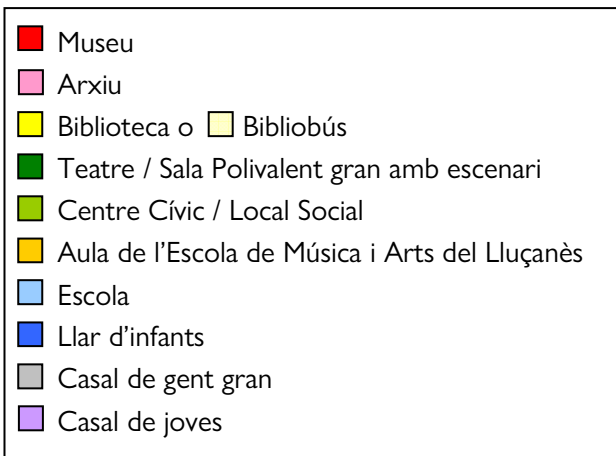 Museu
Arxiu
Biblioteca o Bibliobús
Teatre / Sala Polivalent gran amb escenari
Centre Cívic / Local Social
Aula de l'Escola de Música i Arts del Lluçanès
Escola
Llar d'infants
Casal de gent gran
Casal de joves